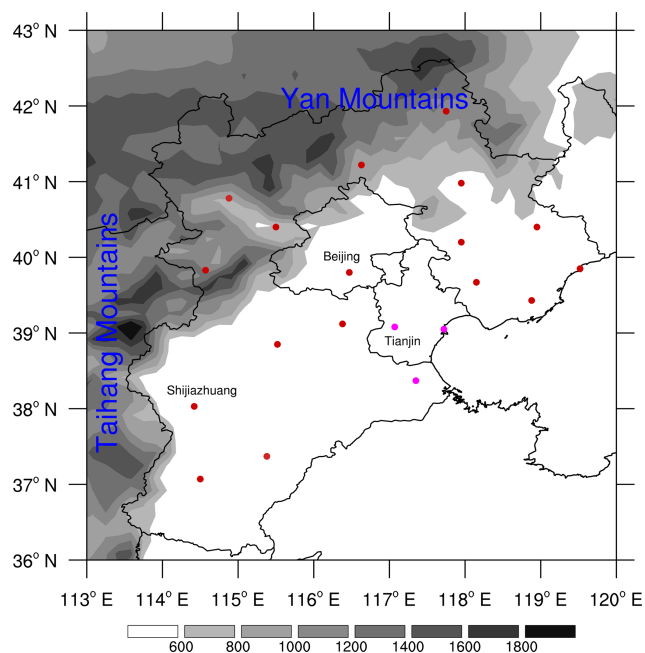 43° N
Yan Mountains
42° N
41° N
40° N
Beijing
Taihang Mountains
39° N
Tianjin
Shijiazhuang
38° N
37° N
36° N
113° E 114° E 115° E 116° E 117° E 118° E 119° E 120° E
600 800 1000 1200 1400 1600 1800